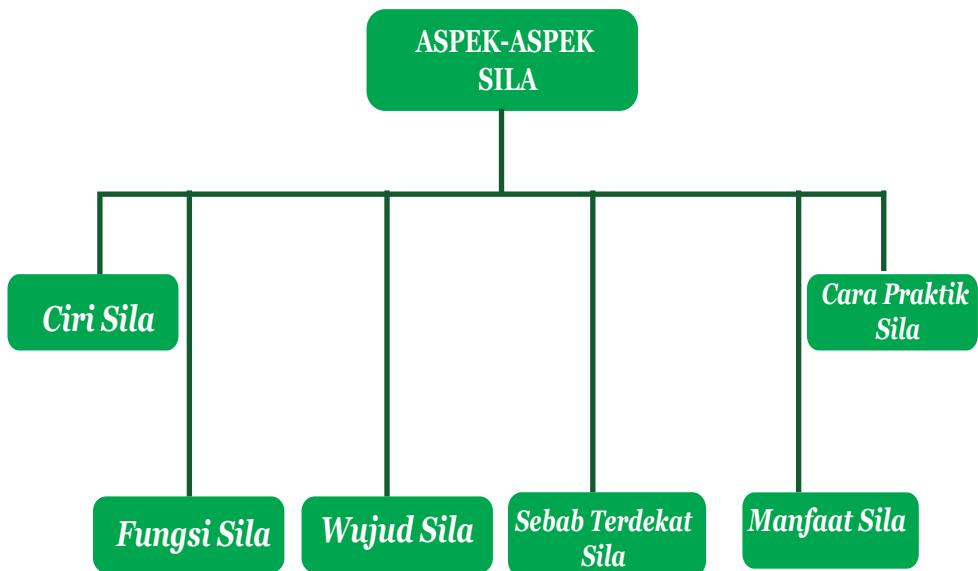 ASPEK-ASPEK
SILA
Ciri Sila
Cara Praktik
Sila
Fungsi Sila
Wujud Sila
Sebab Terdekat
Sila
Manfaat Sila